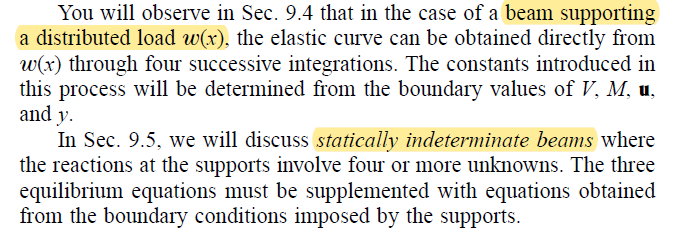 You will observe in Sec. 9.4 that in the case of a beam supporting
a distributed load w(x), the elastic curve can be obtained directly from
w(x) through four successive integrations. The constants introduced in
this process will be determined from the boundary values of V, M, u,
and y.
In Sec. 9.5, we will discuss statically indeterminate beams where
the reactions at the supports involve four or more unknowns. The three
equilibrium equations must be supplemented with equations obtained
from the boundary conditions imposed by the supports.